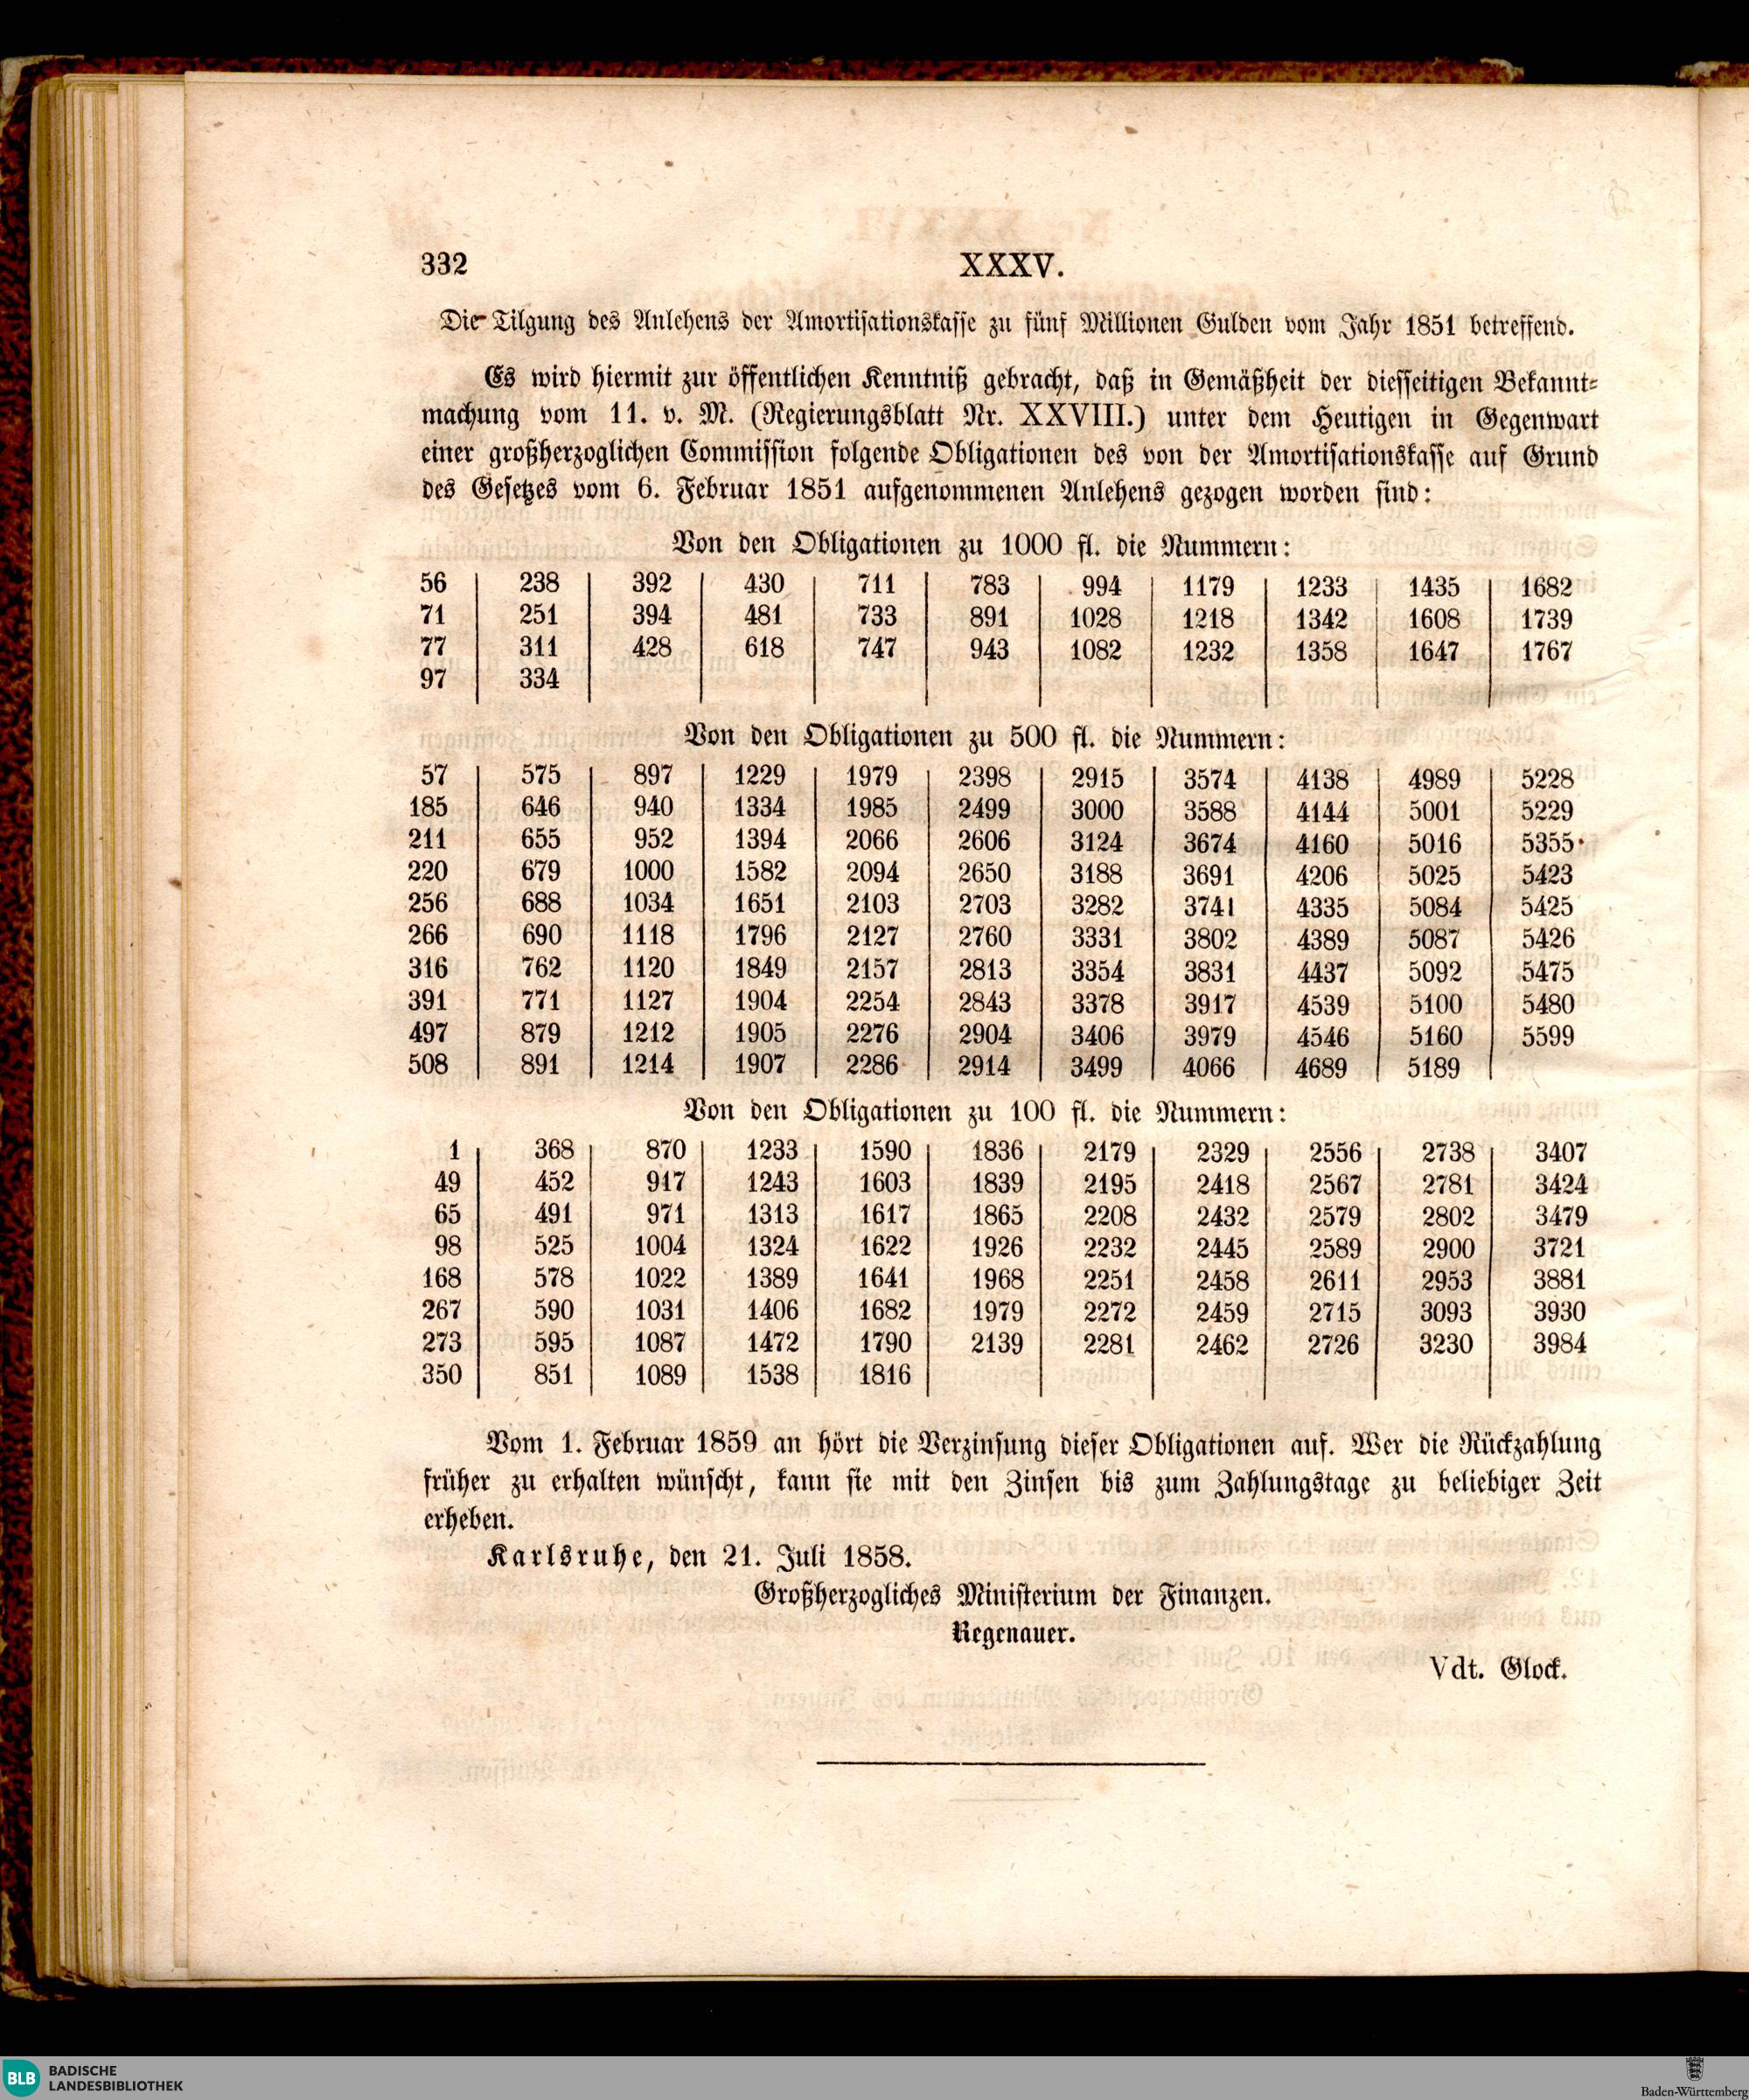 332 XXXV.
Die Tilgung des Anlehens der Amortisationskasse zu fünf Millionen Gulden vom Jahr 1851 betreffend.
Es wird hiermit zur öffentlichen Kenntniß gebracht, daß in Gemäßheit der diesseitigen Bekannt-
machung vom 11. v. M. (Regierungsblatt Nr. XXVIII.) unter dem Heutigen in Gegenwart
einer großherzoglichen Commission folgende Obligationen des von der Amortisationskasse auf Grund
des Gesetzes vom 6. Februar 1851 aufgenommenen Anlehens gezogen worden sind:
Von den Obligationen zu 1000 fl. die Nummern:
56 238 392 430 711 783 994 1179 1233 1435 1682
71 251 394 481 733 891 1028 1218 1342 1608 1739
77 311 428 618 747 943 1082 1232 1358 1647 1767
97 334
Von den Obligationen zu 500 fl. die Nummern:
57 575 897 1229 1979 2398 2915 3574 4138 4989 5228
185 646 940 1334 1985 2499 3000 3588 4144 5001 5229
211 655 952 1394 2066 2606 3124 3674 4160 5016 5355
220 679 1000 1582 2094 2650 3188 3691 4206 5025 5423
256 688 1034 1651 2103 2703 3282 3741 4335 5084 5425
266 690 1118 1796 2127 2760 3331 3802 4389 5087 5426
316 762 1120 1849 2157 2813 3354 3831 4437 5092 5475
391 771 1127 1904 2254 2843 3378 3917 4539 5100 5480
497 879 1212 1905 2276 2904 3406 3979 4546 5160 5599
508 891 1214 1907 2286 2914 3499 4066 4689 5189
Von den Obligationen zu 100 fl. die Nummern:
1 368 870 1233 1590 1836 2179 2329 2556 2738 3407
49 452 917 1243 1603 1839 2195 2418 2567 2781 3424
65 491 971 1313 1617 1865 2208 2432 2579 2802 3479
98 525 1004 1324 1622 1926 2232 2445 2589 2900 3721
168 578 1022 1389 1641 1968 2251 2458 2611 2953 3881
267 590 1031 1406 1682 1979 2272 2459 2715 3093 3930
273 595 1087 1472 1790 2139 2281 2462 2726 3230 3984
350 851 1089 1538 1816
Vom 1. Februar 1859 an hört die Verzinsung dieser Obligationen auf. Wer die Rückzahlung
früher zu erhalten wünscht, kann sie mit den Zinsen bis zum Zahlungstage zu beliebiger Zeit
erheben.
Karlsruhe, den 21. Juli 1858.
Großherzogliches Ministerium der Finanzen.
Regenauer.
Vdt. Glock.
BLB BADISCHE
LANDESBIBLIOTHEK
Baden-Württemberg